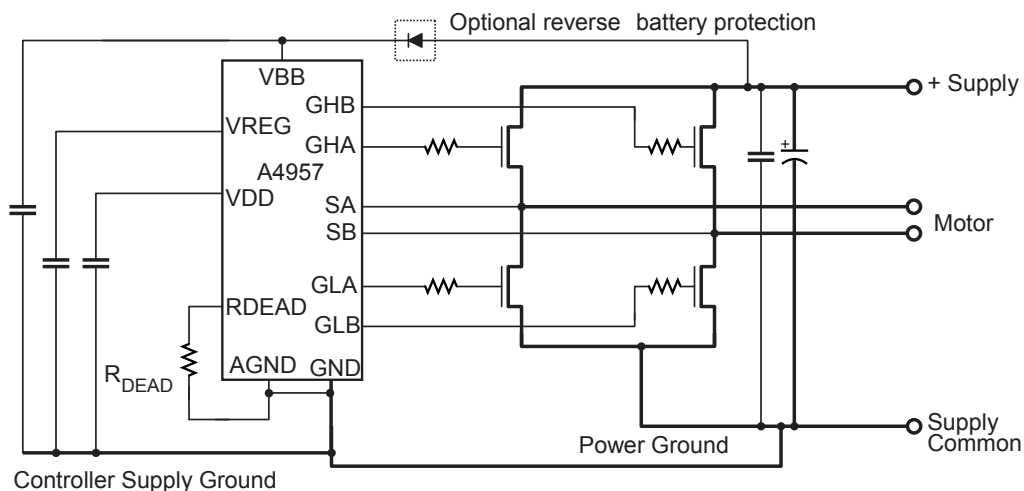 Optional reverse battery protection
VBB
GHB
VREG
GHA
A4957
VDD
SA
SB
GLA
RDEAD
GLB
AGND
GND
RDEAD
+ Supply
+
Motor
Supply
Common
Power Ground
Controller Supply Ground